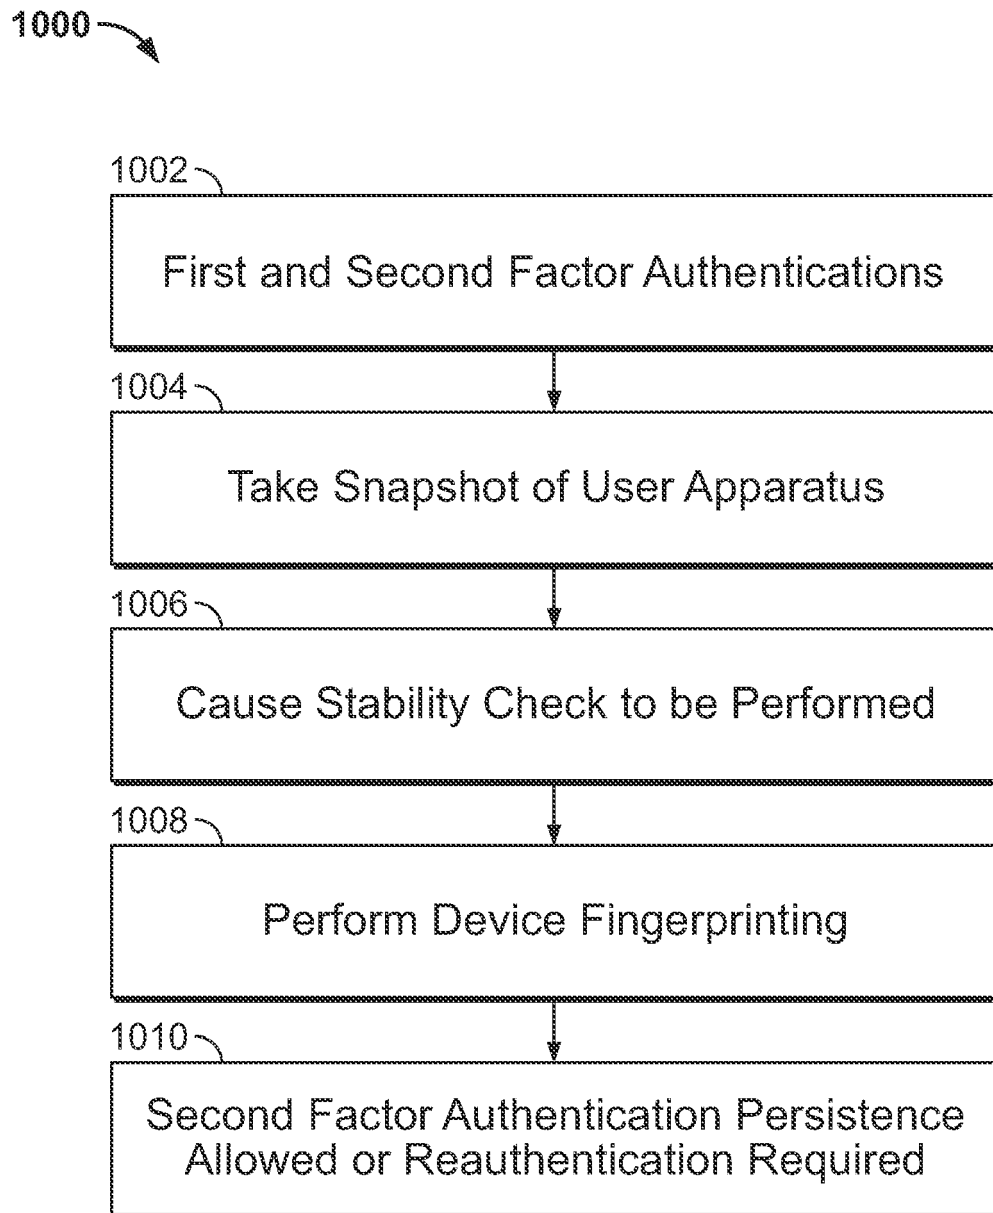 1000
1002
First and Second Factor Authentications
1004
Take Snapshot of User Apparatus
1006
Cause Stability Check to be Performed
1008
Perform Device Fingerprinting
1010
Second Factor Authentication Persistence
Allowed or Reauthentication Required